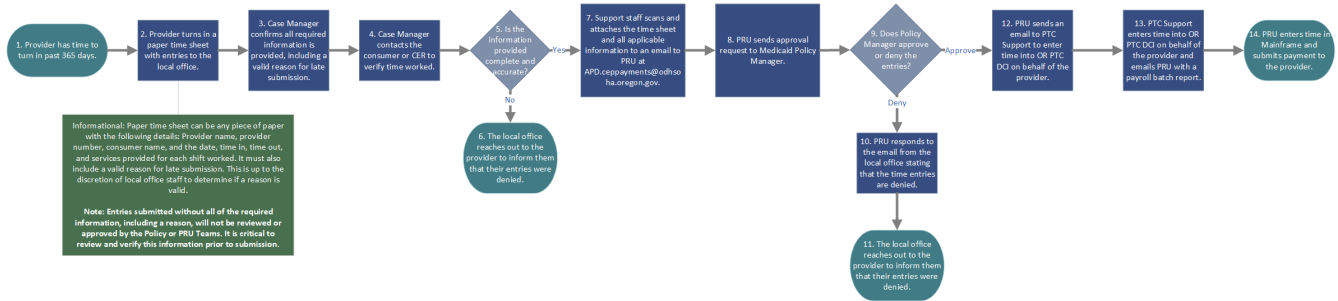 1. Provider has time to
turn in past 365 days.
2. Provider turns in a
paper time sheet
with entries to the
local office.
3. Case Manager
confirms all required
information is
provided, including a
valid reason for late
submission.
4. Case Manager
contacts the
consumer or CER to
verify time worked.
5. Is the
information
provided
complete and
accurate?
Yes
No
6. The local office
reaches out to the
provider to inform them
that their entries were
denied.
7. Support staff scans and
attaches the time sheet
and all applicable
information to an email to
PRU at
APD.ceppayments@odhso
ha.oregon.gov.
8. PRU sends approval
request to Medicaid Policy
Manager.
9. Does Policy
Manager approve
or deny the
entries?
Approve
Deny
10. PRU responds to
the email from the
local office stating
that the time entries
are denied.
11. The local office
reaches out to the
provider to inform them
that their entries were
denied.
12. PRU sends an
email to PTC
Support to enter
time into OR PTC
DCI on behalf of the
provider.
13. PTC Support
enters time into OR
PTC DCI on behalf of
the provider and
emails PRU with a
payroll batch report.
14. PRU enters time in
Mainframe and
submits payment to
the provider.
Informational: Paper time sheet can be any piece of paper
with the following details: Provider name, provider
number, consumer name, and the date, time in, time out,
and services provided for each shift worked. It must also
include a valid reason for late submission. This is up to the
discretion of local office staff to determine if a reason is
valid.
Note: Entries submitted without all of the required
information, including a reason, will not be reviewed or
approved by the Policy or PRU Teams. It is critical to
review and verify this information prior to submission.